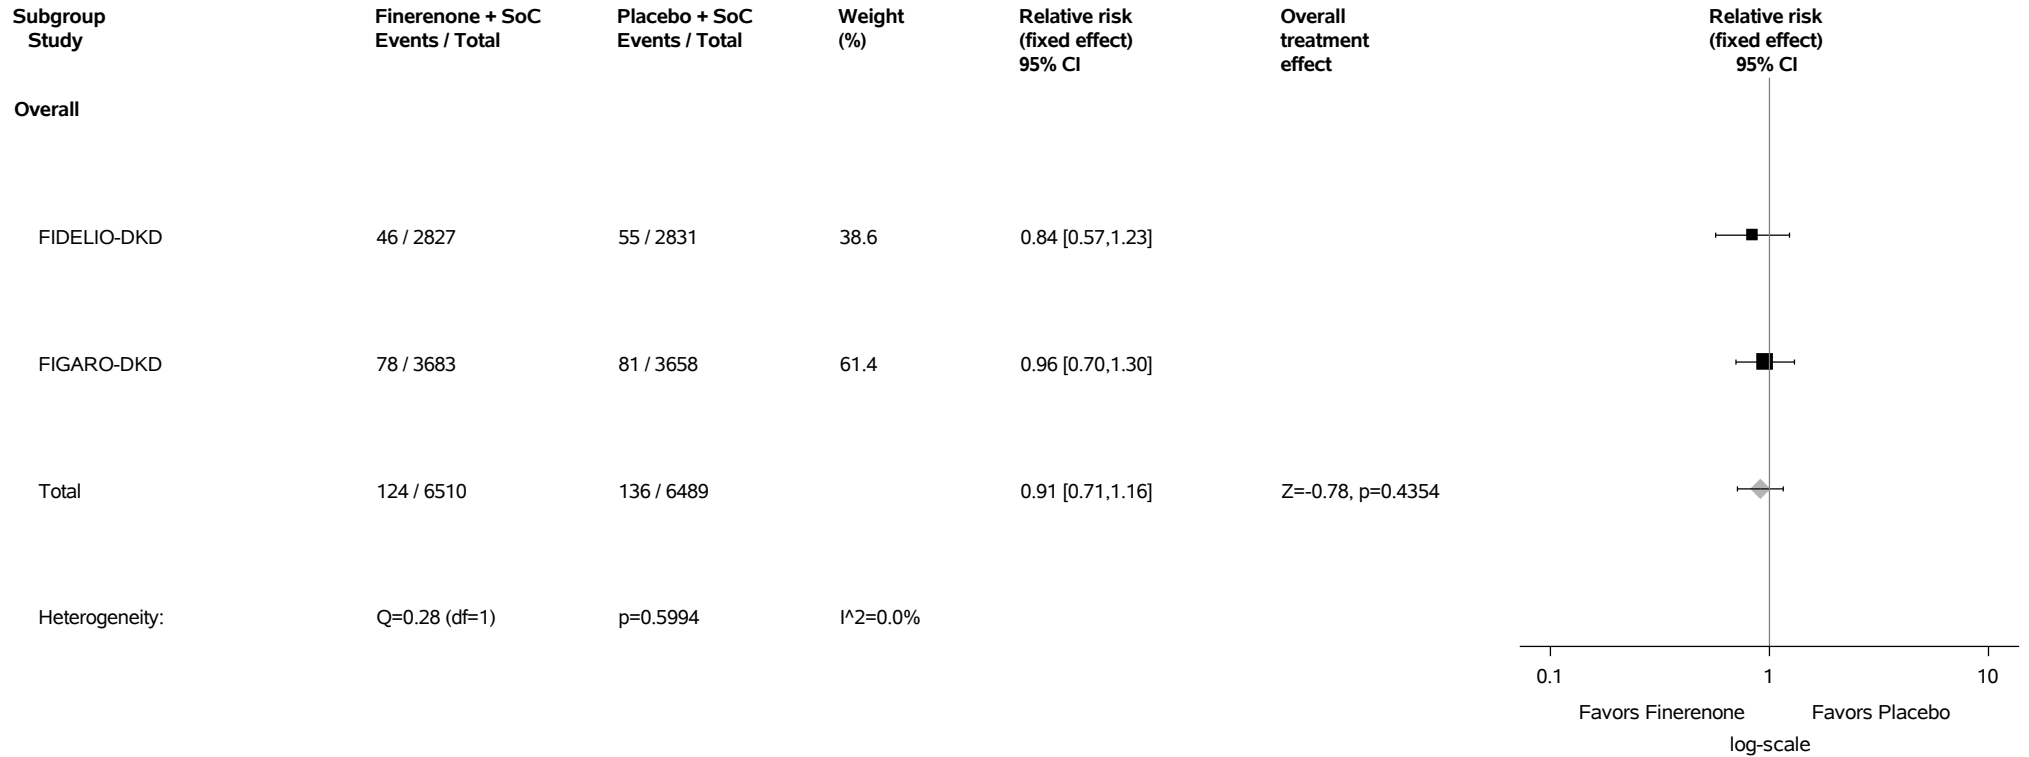 Subgroup Finerenone + SoC Placebo + SoC Weight Relative risk Overall Relative risk
Study Events / Total Events / Total (%) (fixed effect) treatment (fixed effect)
95% CI effect 95% CI
Overall
FIDELIO-DKD 46 / 2827 55 / 2831 38.6 0.84 [0.57,1.23]
FIGARO-DKD 78 / 3683 81 / 3658 61.4 0.96 [0.70,1.30]
Total 124 / 6510 136 / 6489 0.91 [0.71,1.16] Z=-0.78, p=0.4354
Heterogeneity: Q=0.28 (df=1) p=0.5994 I^2=0.0%
0.1 1 10
Favors Finerenone Favors Placebo
log-scale